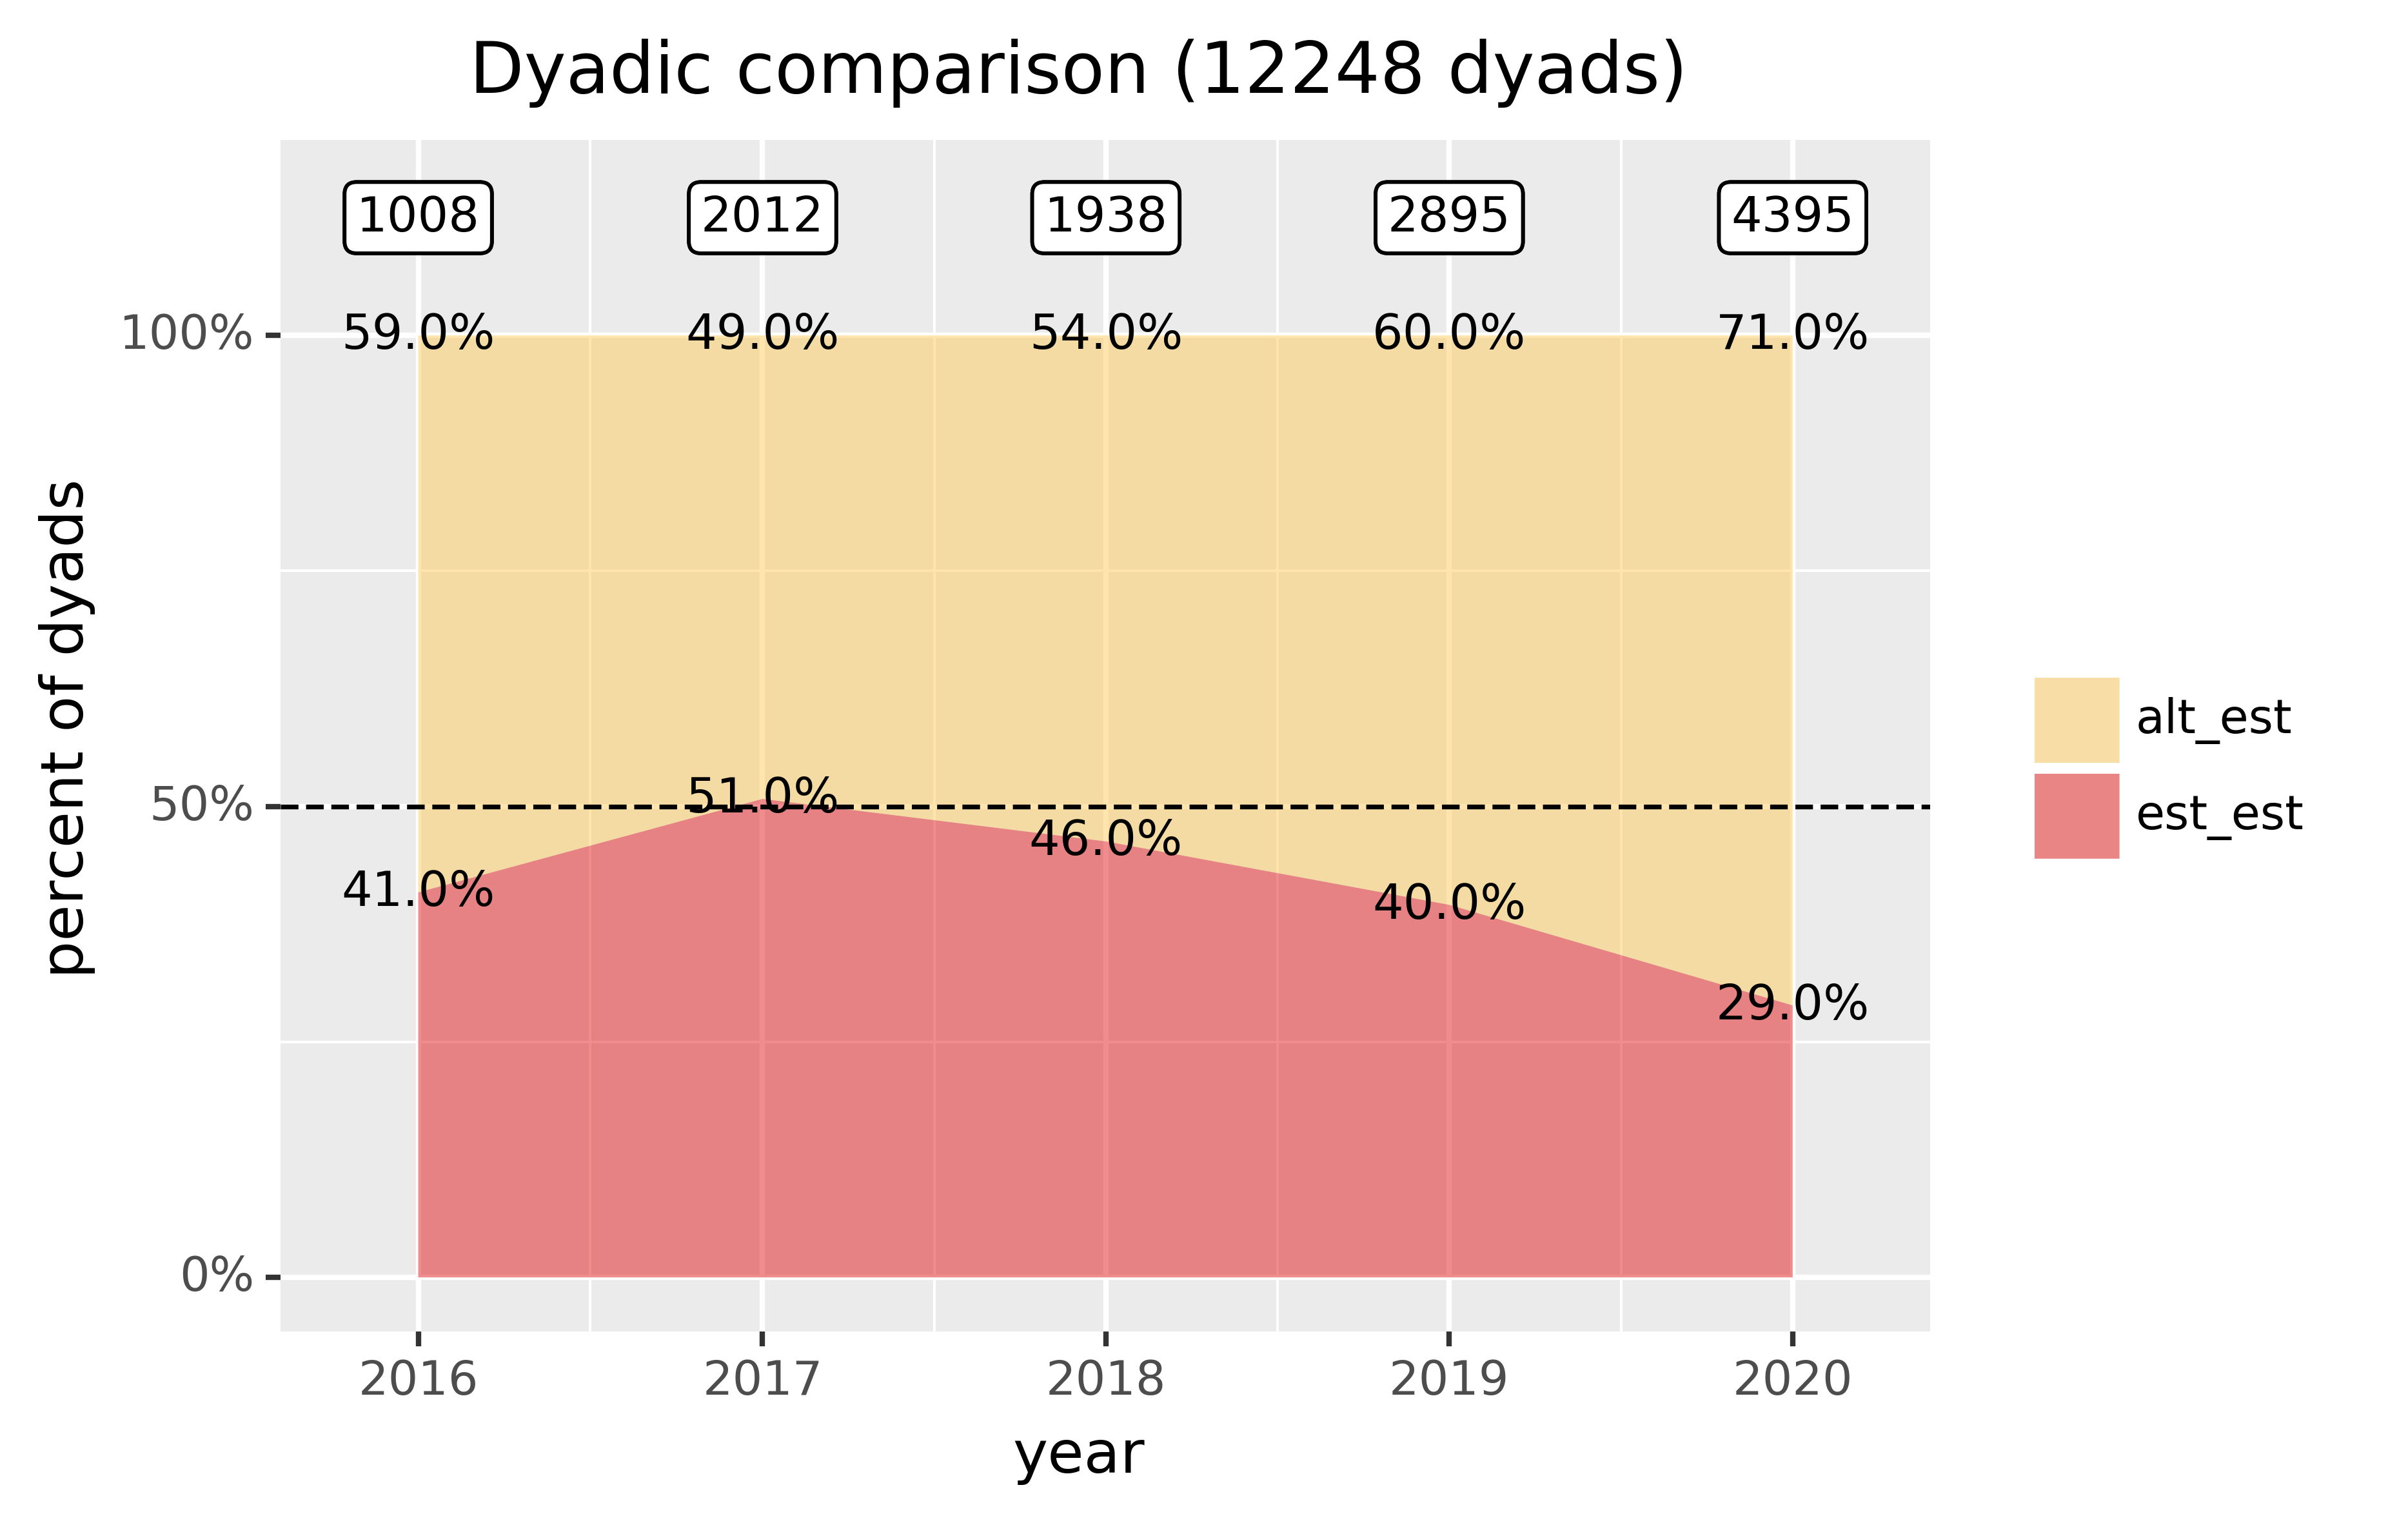 Dyadic comparison (12248 dyads)
1008 2012 1938 2895 4395
100% 59.0% 49.0% 54.0% 60.0% 71.0%
percent of dyads
50% 51.0%
46.0%
41.0% 40.0%
29.0%
0%
2016 2017 2018 2019 2020
year
alt_est
est_est